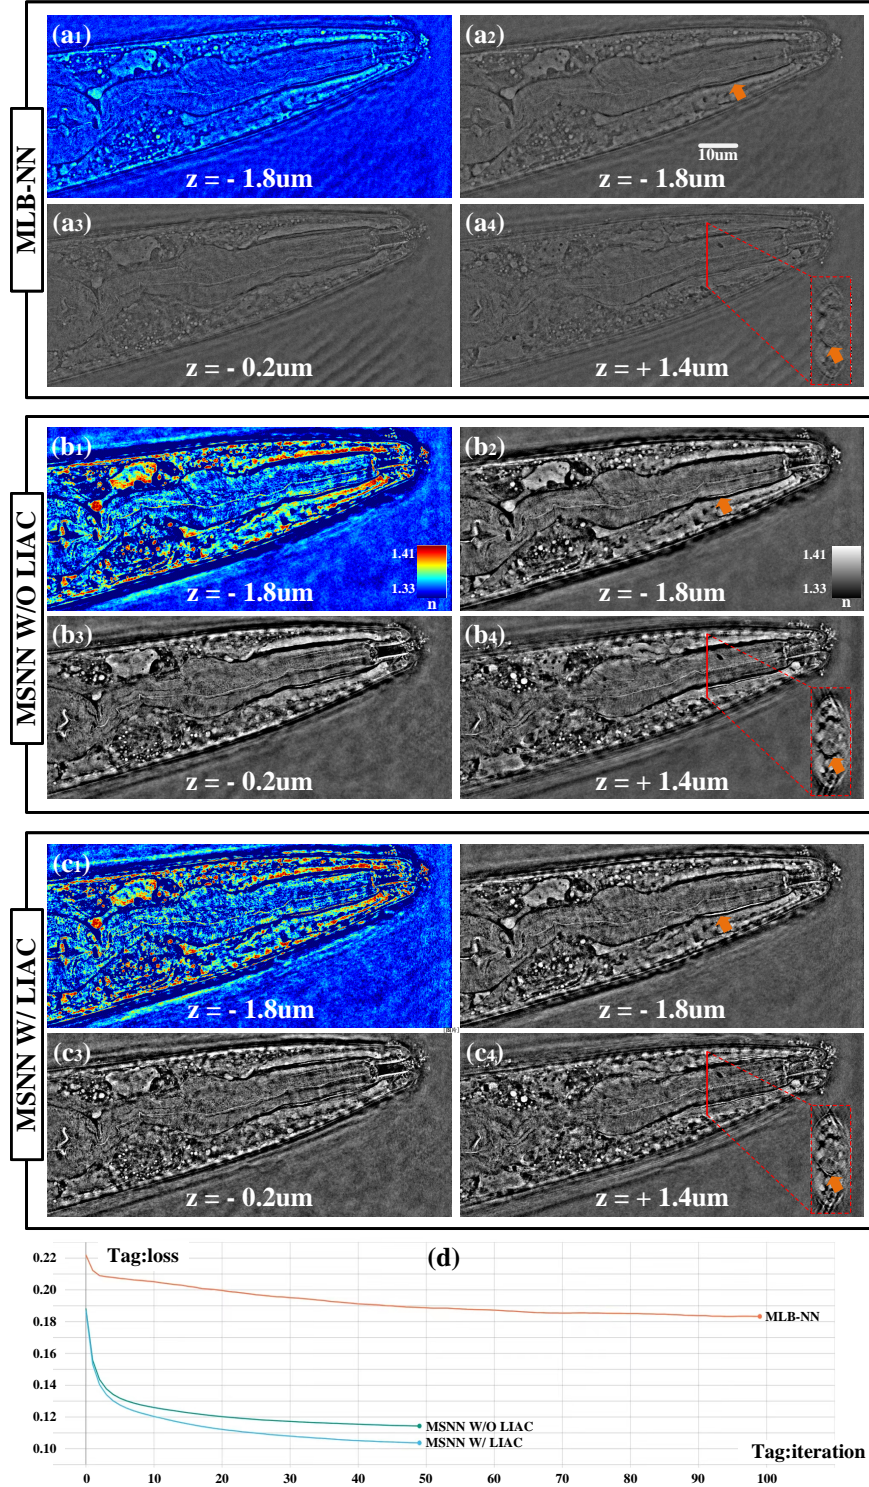 MLB-NN
(a1)
(a2)
z = - 1.8um
10um
z = - 1.8um
(a3)
(a4)
z = - 0.2um
z = + 1.4um
MSNN W/O LIAC
(b1)
(b2)
1.41
1.33
n
z = - 1.8um
1.41
1.33
n
z = - 1.8um
(b3)
(b4)
z = - 0.2um
z = + 1.4um
MSNN W/ LIAC
(c1)
z = - 1.8um
z = - 1.8um
(c3)
(c4)
z = - 0.2um
z = + 1.4um
Tag:loss
(d)
0.22
0.20
0.18
0.16
0.14
0.12
0.10
MLB-NN
MSNN W/O LIAC
MSNN W/ LIAC
Tag:iteration
0 10 20 30 40 50 60 70 80 90 100